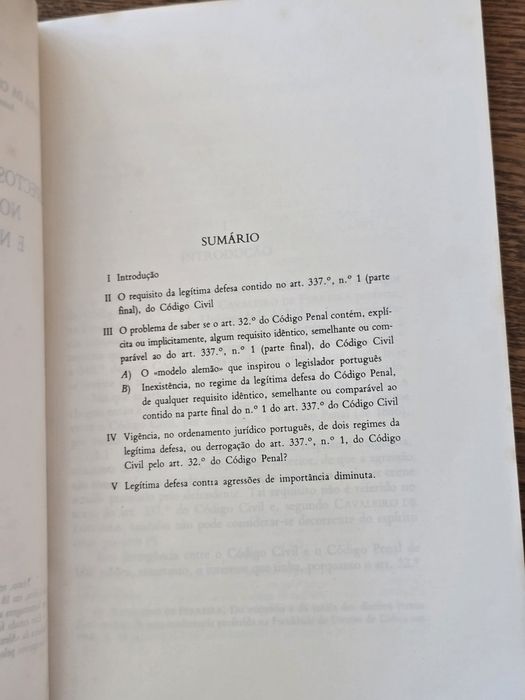 SUMÁRIO
I Introdução
II O requisito da legítima defesa contido no art. 337.º, n.º 1 (parte
final), do Código Civil
III O problema de saber se o art. 32.º do Código Penal contém, explí-
cita ou implicitamente, algum requisito idêntico, semelhante ou com-
parável ao do art. 337.º, n.º 1 (parte final), do Código Civil
A) O «modelo alemão» que inspirou o legislador português
B) Inexistência, no regime da legítima defesa do Código Penal,
de qualquer requisito idêntico, semelhante ou comparável ao
contido na parte final do n.º 1 do art. 337.º do Código Civil
IV Vigência, no ordenamento jurídico português, de dois regimes da
legítima defesa, ou derrogação do art. 337.º, n.º 1, do Código
Civil pelo art. 32.º do Código Penal?
V Legítima defesa contra agressões de importância diminuta.